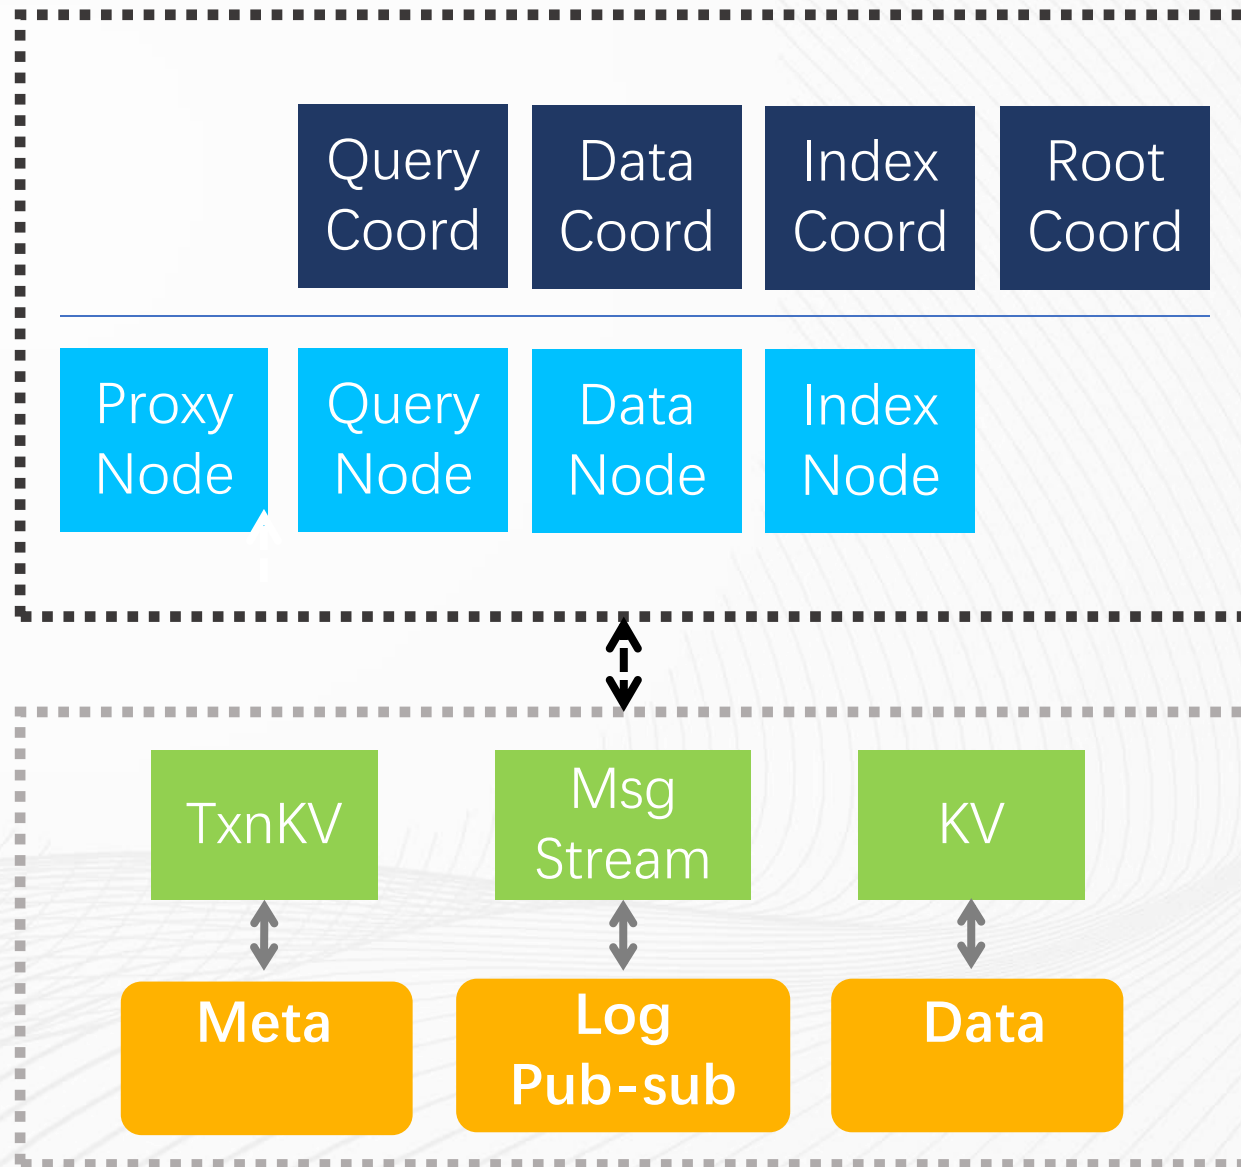 Query
Coord
Data
Coord
Index
Coord
Root
Coord
Proxy
Node
Query
Node
Data
Node
Index
Node
TxnKV
Msg
Stream
KV
Meta
Log
Pub-sub
Data